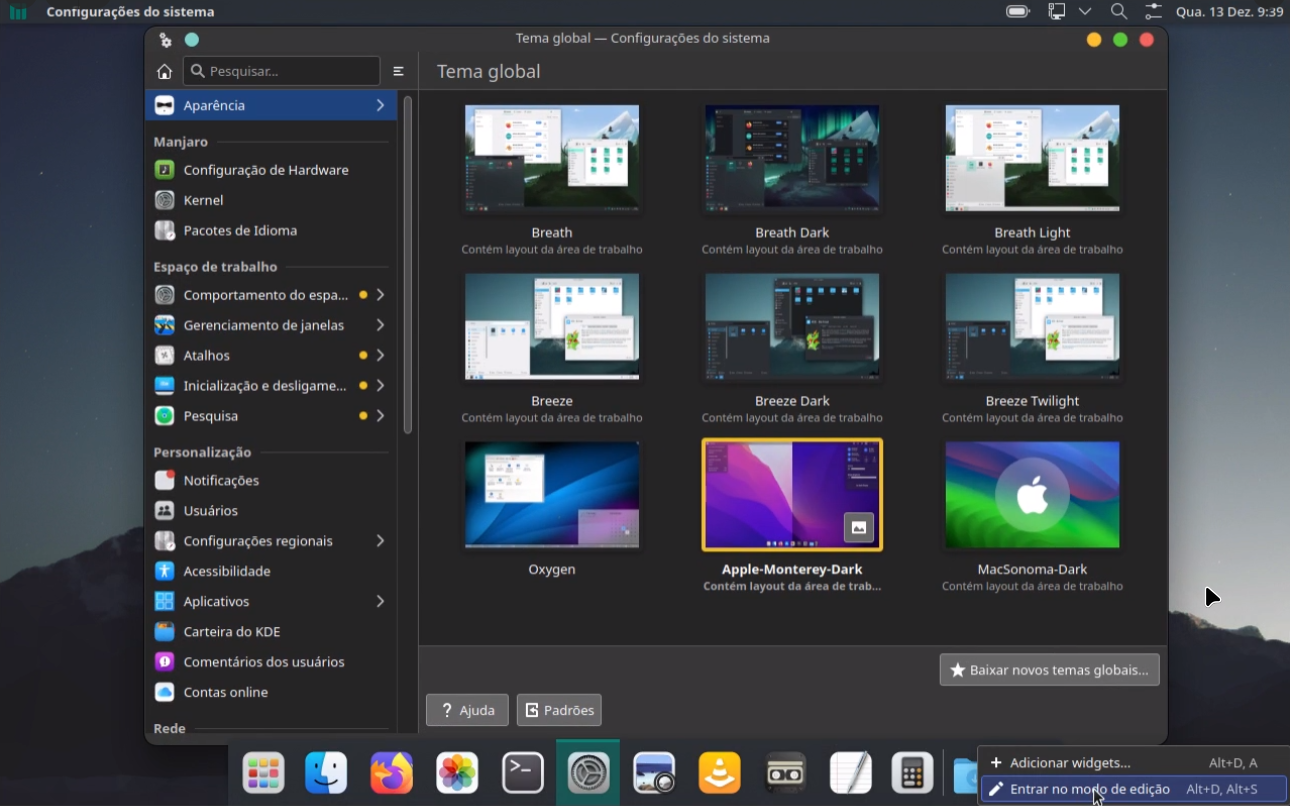 Configurações do sistema
Qua. 13 Dez. 9:39
Tema global — Configurações do sistema
Pesquisar...
Tema global
Aparência
Manjaro
Configuração de Hardware
Kernel
Pacotes de Idioma
Espaço de trabalho
Comportamento do espa...
Gerenciamento de janelas
Atalhos
Inicialização e desligame...
Pesquisa
Personalização
Notificações
Usuários
Configurações regionais
Acessibilidade
Aplicativos
Carteira do KDE
Comentários dos usuários
Contas online
Rede
Breath
Contém layout da área de trabalho
Breath Dark
Contém layout da área de trabalho
Breath Light
Contém layout da área de trabalho
Breeze
Contém layout da área de trabalho
Breeze Dark
Contém layout da área de trabalho
Breeze Twilight
Contém layout da área de trabalho
Oxygen
Apple-Monterey-Dark
Contém layout da área de trab...
MacSonoma-Dark
Contém layout da área de trabalho
Baixar novos temas globais...
? Ajuda
Padrões
Adicionar widgets... Alt+D, A
Entrar no modo de edição Alt+D, Alt+S